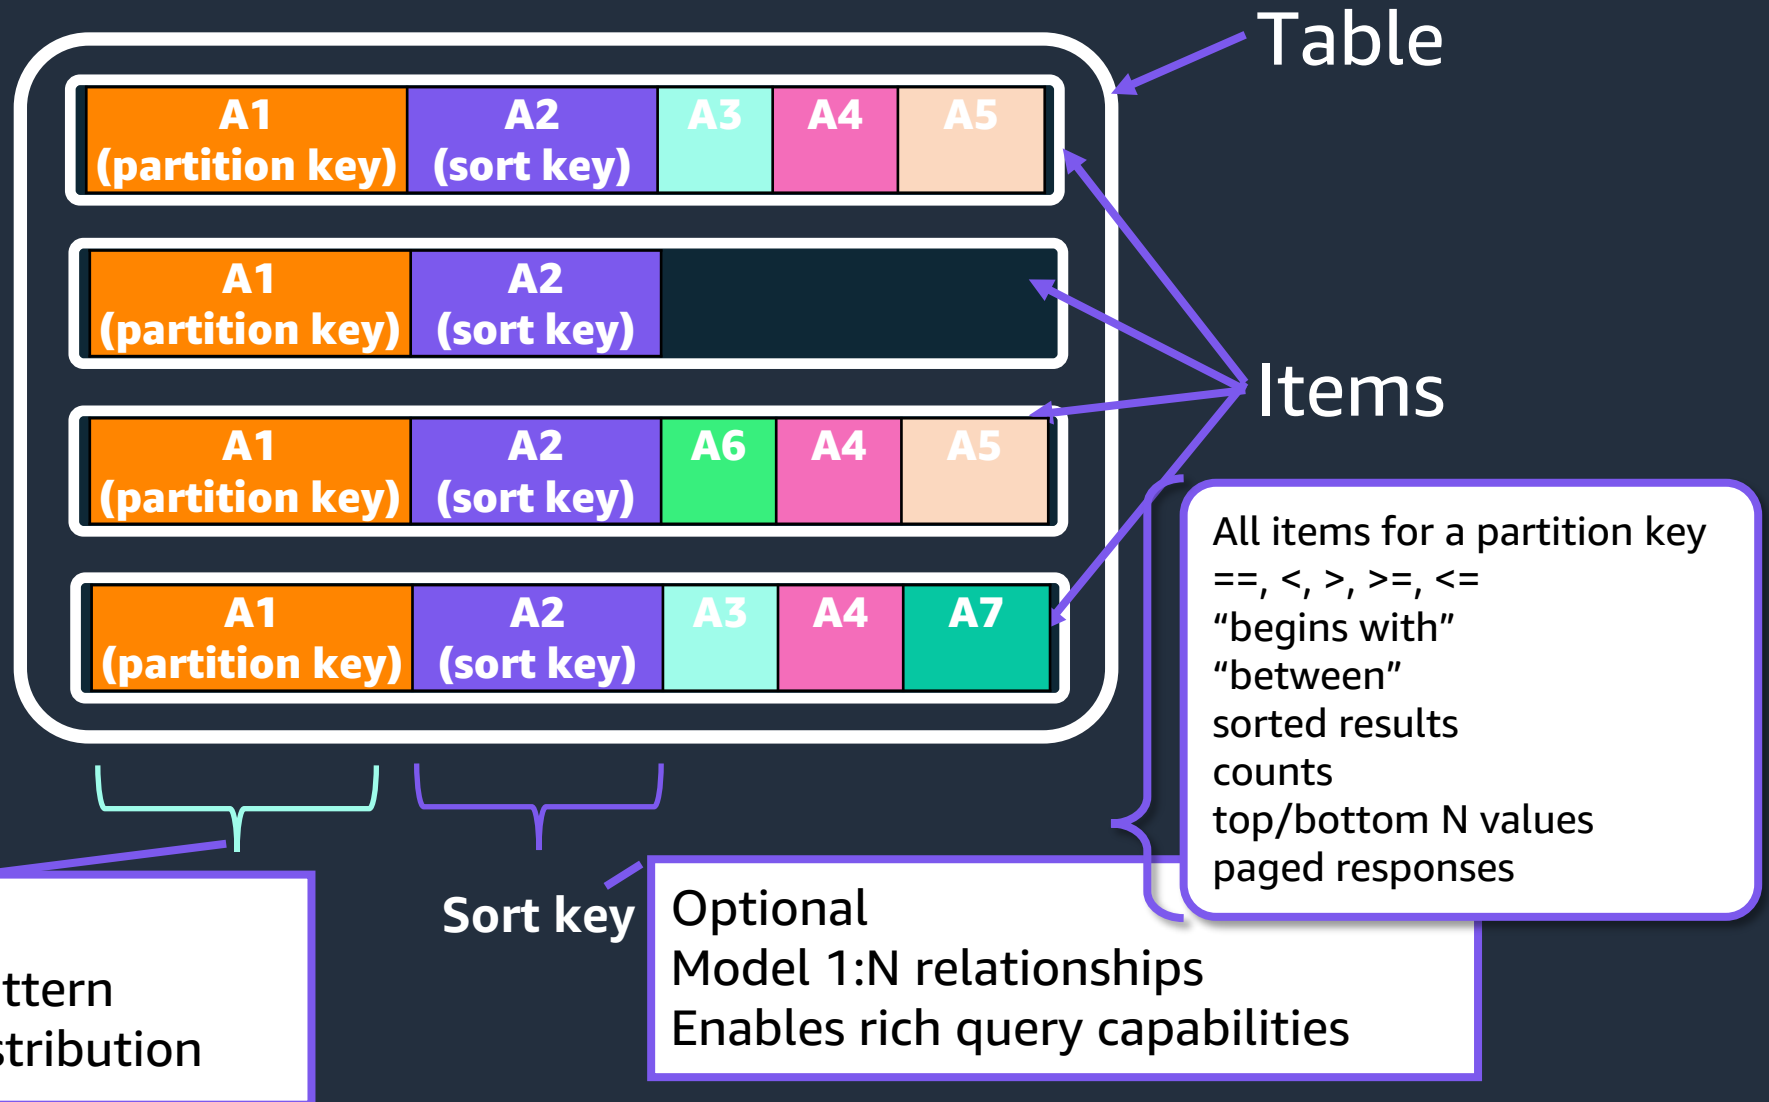 Table
A1
(partition key)
A2
(sort key)
A3
A4
A5
A1
(partition key)
A2
(sort key)
Items
A1
(partition key)
A2
(sort key)
A6
A4
A5
A1
(partition key)
A2
(sort key)
A3
A4
A7
All items for a partition key
==, <, >, >=, <=
“begins with”
“between”
sorted results
counts
top/bottom N values
paged responses
Sort key
Optional
Model 1:N relationships
Enables rich query capabilities
ttern
stribution